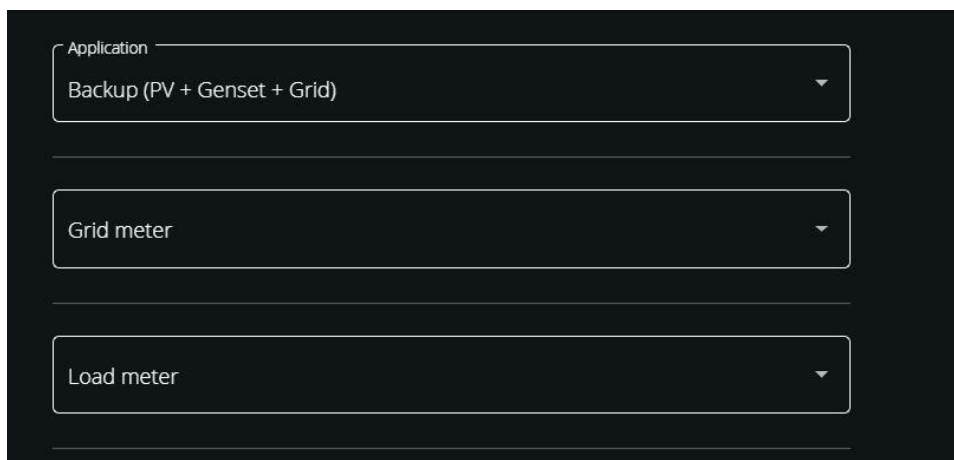 Application
Backup (PV + Genset + Grid)
Grid meter
Load meter